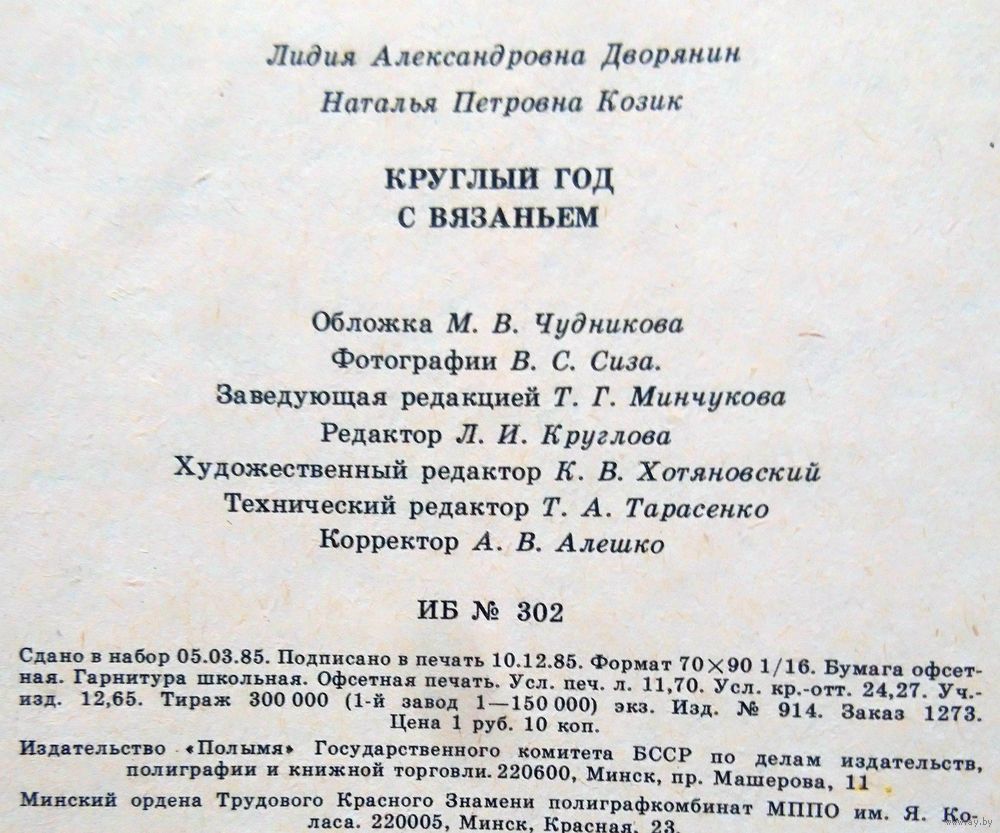 Лидия Александровна Дворянин
Наталья Петровна Козик
КРУГЛЫЙ ГОД
С ВЯЗАНЬЕМ
Обложка М. В. Чудникова
Фотографии В. С. Сиза.
Заведующая редакцией Т. Г. Минчукова
Редактор Л. И. Круглова
Художественный редактор К. В. Хотяновский
Технический редактор Т. А. Тарасенко
Корректор А. В. Алешко
ИБ № 302
Сдано в набор 05.03.85. Подписано в печать 10.12.85. Формат 70×90 1/16. Бумага офсет-
ная. Гарнитура школьная. Офсетная печать. Усл. печ. л. 11,70. Усл. кр.-отт. 24,27. Уч.-
изд. 12,65. Тираж 300 000 (1-й завод 1—150 000) экз. Изд. № 914. Заказ 1273.
Цена 1 руб. 10 коп.
Издательство «Полымя» Государственного комитета БССР по делам издательств,
полиграфии и книжной торговли. 220600, Минск, пр. Машерова, 11
Минский ордена Трудового Красного Знамени полиграфкомбинат МППО им. Я. Ко-
ласа. 220005, Минск, Красная, 23.
www.ay.by